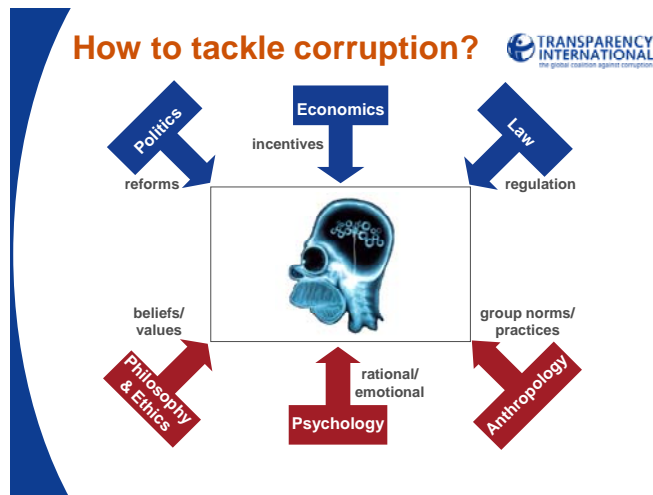 How to tackle corruption?
TRANSPARENCY
INTERNATIONAL
the global coalition against corruption
Politics
Economics
Law
incentives
reforms
regulation
beliefs/
values
group norms/
practices
Philosophy
& Ethics
rational/
emotional
Psychology
Anthropology